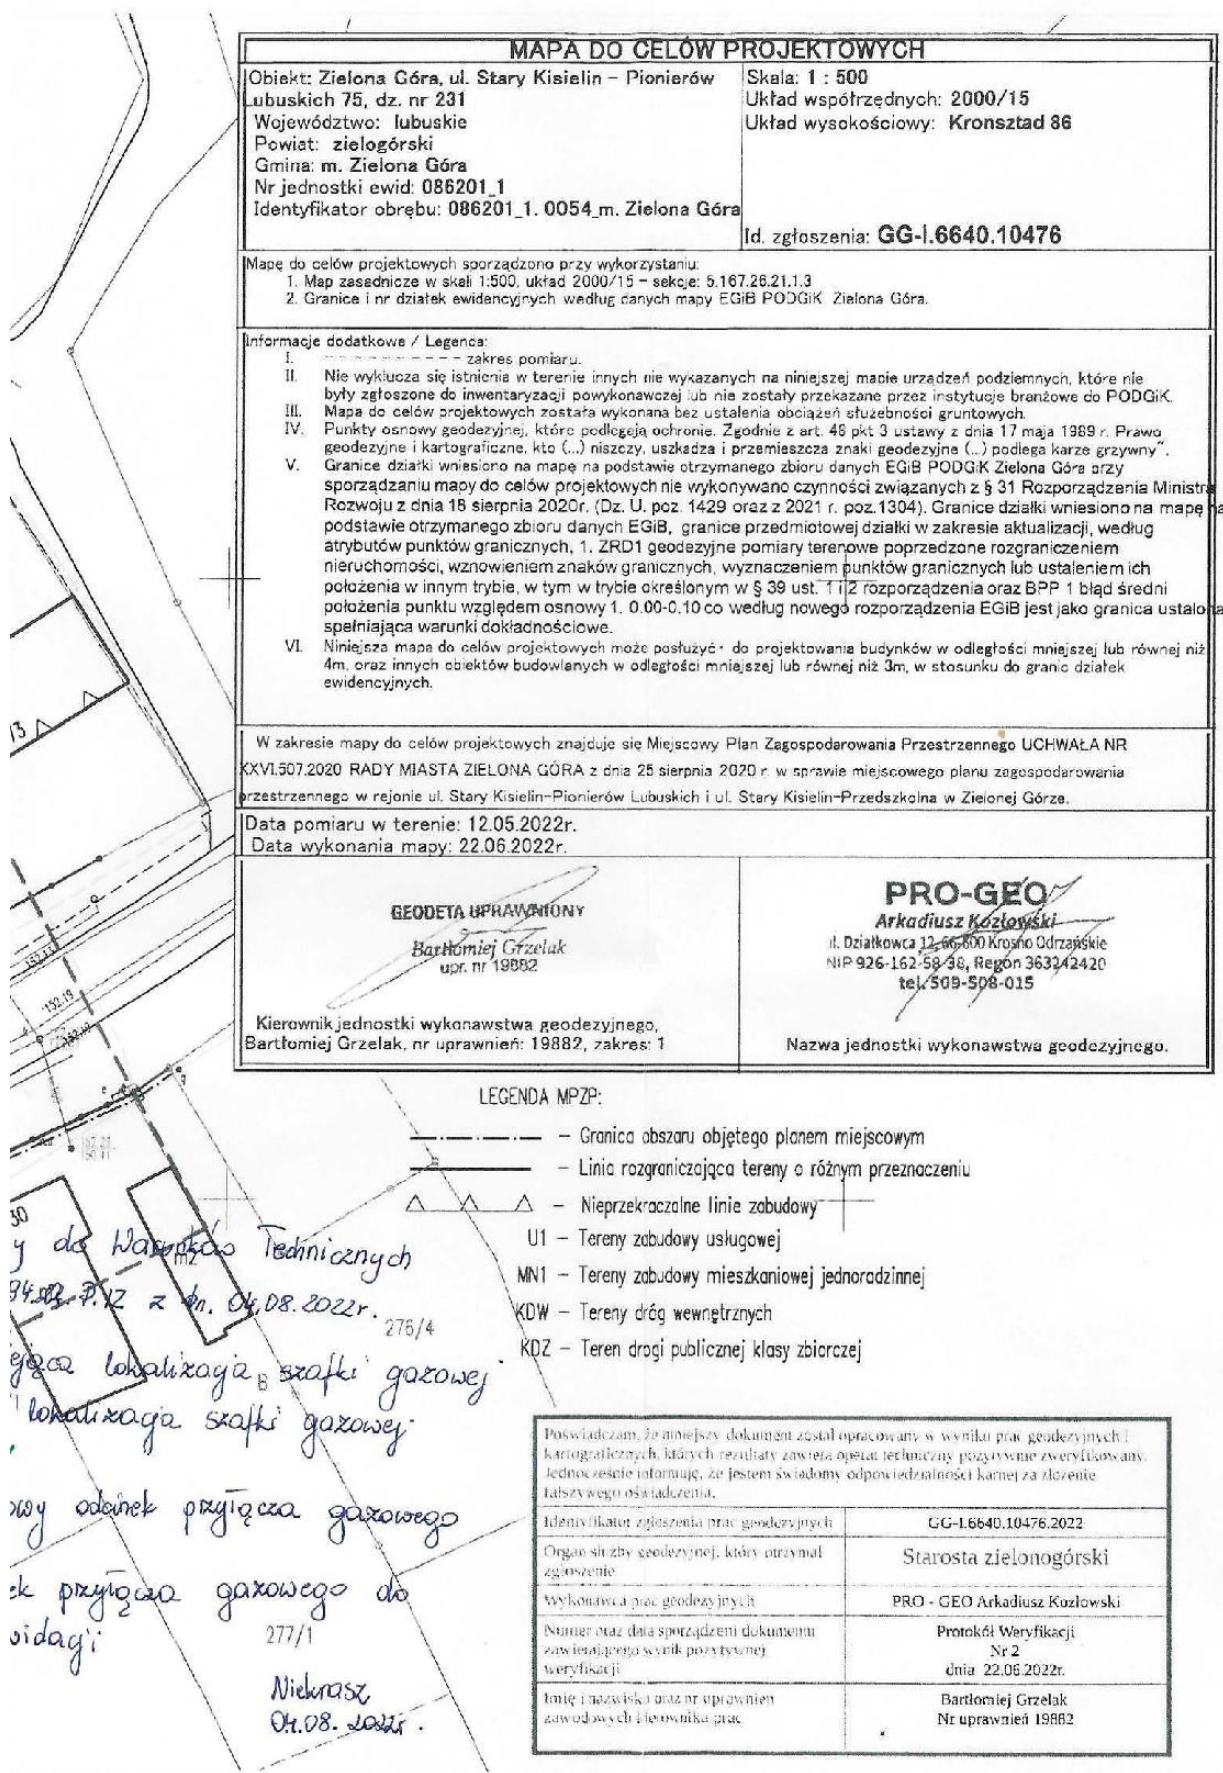 MAPA DO CELÓW PROJEKTOWYCH
Obiekt: Zielona Góra, ul. Stary Kisielin – Pionierów
Lubuskich 75, dz. nr 231
Województwo: lubuskie
Powiat: zielogórski
Gmina: m. Zielona Góra
Nr jednostki ewid: 086201_1
Identyfikator obrębu: 086201_1. 0054_m. Zielona Góra
Skala: 1 : 500
Układ współrzędnych: 2000/15
Układ wysokościowy: Kronsztad 86
Id. zgłoszenia: GG-I.6640.10476
Mapę do celów projektowych sporządzono przy wykorzystaniu:
1. Map zasadnicze w skali 1:500, układ 2000/15 – sekcje: 5.167.26.21.1.3
2. Granice i nr działek ewidencyjnych według danych mapy EGiB PODGiK Zielona Góra.
Informacje dodatkowe / Legenda:
I. - - - - - - - - - - zakres pomiaru.
II. Nie wyklucza się istnienia w terenie innych nie wykazanych na niniejszej mapie urządzeń podziemnych, które nie
były zgłoszone do inwentaryzacji powykonawczej lub nie zostały przekazane przez instytucje branżowe do PODGiK.
III. Mapa do celów projektowych została wykonana bez ustalenia obciążeń służebności gruntowych.
IV. Punkty osnowy geodezyjnej, które podlegają ochronie. Zgodnie z art. 48 pkt 3 ustawy z dnia 17 maja 1989 r. Prawo
geodezyjne i kartograficzne, kto (...) niszczy, uszkadza i przemieszcza znaki geodezyjne (...) podlega karze grzywny".
V. Granice działki wniesiono na mapę na podstawie otrzymanego zbioru danych EGiB PODGiK Zielona Góra przy
sporządzaniu mapy do celów projektowych nie wykonywano czynności związanych z § 31 Rozporządzenia Ministra
Rozwoju z dnia 18 sierpnia 2020r. (Dz. U. poz. 1429 oraz z 2021 r. poz.1304). Granice działki wniesiono na mapę na
podstawie otrzymanego zbioru danych EGiB, granice przedmiotowej działki w zakresie aktualizacji, według
atrybutów punktów granicznych, 1. ZRD1 geodezyjne pomiary terenowe poprzedzone rozgraniczeniem
nieruchomości, wznowieniem znaków granicznych, wyznaczeniem punktów granicznych lub ustaleniem ich
położenia w innym trybie, w tym w trybie określonym w § 39 ust. 1 i 2 rozporządzenia oraz BPP 1 błąd średni
położenia punktu względem osnowy 1. 0.00-0.10 co według nowego rozporządzenia EGiB jest jako granica ustalona
spełniająca warunki dokładnościowe.
VI. Niniejsza mapa do celów projektowych może posłużyć · do projektowania budynków w odległości mniejszej lub równej niż
4m, oraz innych obiektów budowlanych w odległości mniejszej lub równej niż 3m, w stosunku do granic działek
ewidencyjnych.
W zakresie mapy do celów projektowych znajduje się Miejscowy Plan Zagospodarowania Przestrzennego UCHWAŁA NR
XXVI.507.2020 RADY MIASTA ZIELONA GÓRA z dnia 25 sierpnia 2020 r. w sprawie miejscowego planu zagospodarowania
przestrzennego w rejonie ul. Stary Kisielin-Pionierów Lubuskich i ul. Stary Kisielin-Przedszkolna w Zielonej Górze.
Data pomiaru w terenie: 12.05.2022r.
Data wykonania mapy: 22.06.2022r.
GEODETA UPRAWNIONY
Bartłomiej Grzelak
upr. nr 19882
Kierownik jednostki wykonawstwa geodezyjnego,
Bartłomiej Grzelak, nr uprawnień: 19882, zakres: 1
PRO-GEO
Arkadiusz Kozłowski
ul. Działkowca 12, 66-600 Krosno Odrzańskie
NIP 926-162-58-38, Regon 363242420
tel. 509-508-015
Nazwa jednostki wykonawstwa geodezyjnego.
13
152.19
LEGENDA MPZP:
– Granica obszaru objętego planem miejscowym
– Linia rozgraniczająca tereny o różnym przeznaczeniu
– Nieprzekraczalne linie zabudowy
U1 – Tereny zabudowy usługowej
MN1 – Tereny zabudowy mieszkaniowej jednorodzinnej
KDW – Tereny dróg wewnętrznych
KDZ – Teren drogi publicznej klasy zbiorczej
30
m2
y do Warunków Technicznych
z dn. 04.08.2022r.
276/4
ejąca lokalizacja szafki gazowej
B
lokalizacja szafki gazowej
owy odcinek przyłącza gazowego
ek przyłącza gazowego do
widacji
277/1
Niekrasz
04.08.2022r.
Poświadczam, że niniejszy dokument został opracowany w wyniku prac geodezyjnych i
kartograficznych, których rezultaty zawiera operat techniczny pozytywnie zweryfikowany.
Jednocześnie informuję, że jestem świadomy odpowiedzialności karnej za złożenie
fałszywego oświadczenia.
Identyfikator zgłoszenia prac geodezyjnych
GG-I.6640.10476.2022
Organ służby geodezyjnej, który otrzymał
zgłoszenie
Starosta zielonogórski
Wykonawca prac geodezyjnych
PRO - GEO Arkadiusz Kozłowski
Numer oraz data sporządzeni dokumentu
zawierającego wynik pozytywnej
weryfikacji
Protokół Weryfikacji
Nr 2
dnia 22.06.2022r.
Imię i nazwisko oraz nr uprawnień
zawodowych kierownika prac
Bartłomiej Grzelak
Nr uprawnień 19882